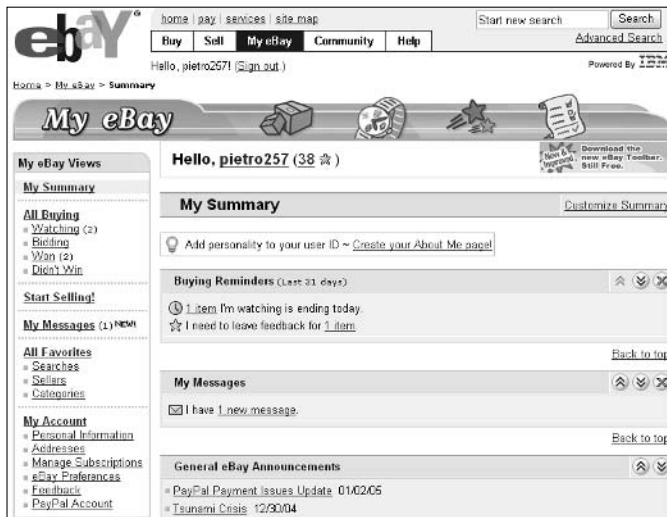 ebaY
home | pay | services | site map
Start new search Search
Buy Sell My eBay Community Help
Advanced Search
Hello, pietro257! (Sign out.)
Powered By IBM
Home > My eBay > Summary
My eBay
My eBay Views
My Summary
All Buying
Watching (2)
Bidding
Won (2)
Didn't Win
Start Selling!
My Messages (1) NEW!
All Favorites
Searches
Sellers
Categories
My Account
Personal Information
Addresses
Manage Subscriptions
eBay Preferences
Feedback
PayPal Account
Hello, pietro257 (38 ☆ )
New & Improved
Download the
new eBay Toolbar.
Still Free.
My Summary
Customize Summary
Add personality to your user ID ~ Create your About Me page!
Buying Reminders (Last 31 days)
1 item I'm watching is ending today.
I need to leave feedback for 1 item.
Back to top
My Messages
I have 1 new message.
Back to top
General eBay Announcements
PayPal Payment Issues Update 01/02/05
Tsunami Crisis 12/30/04